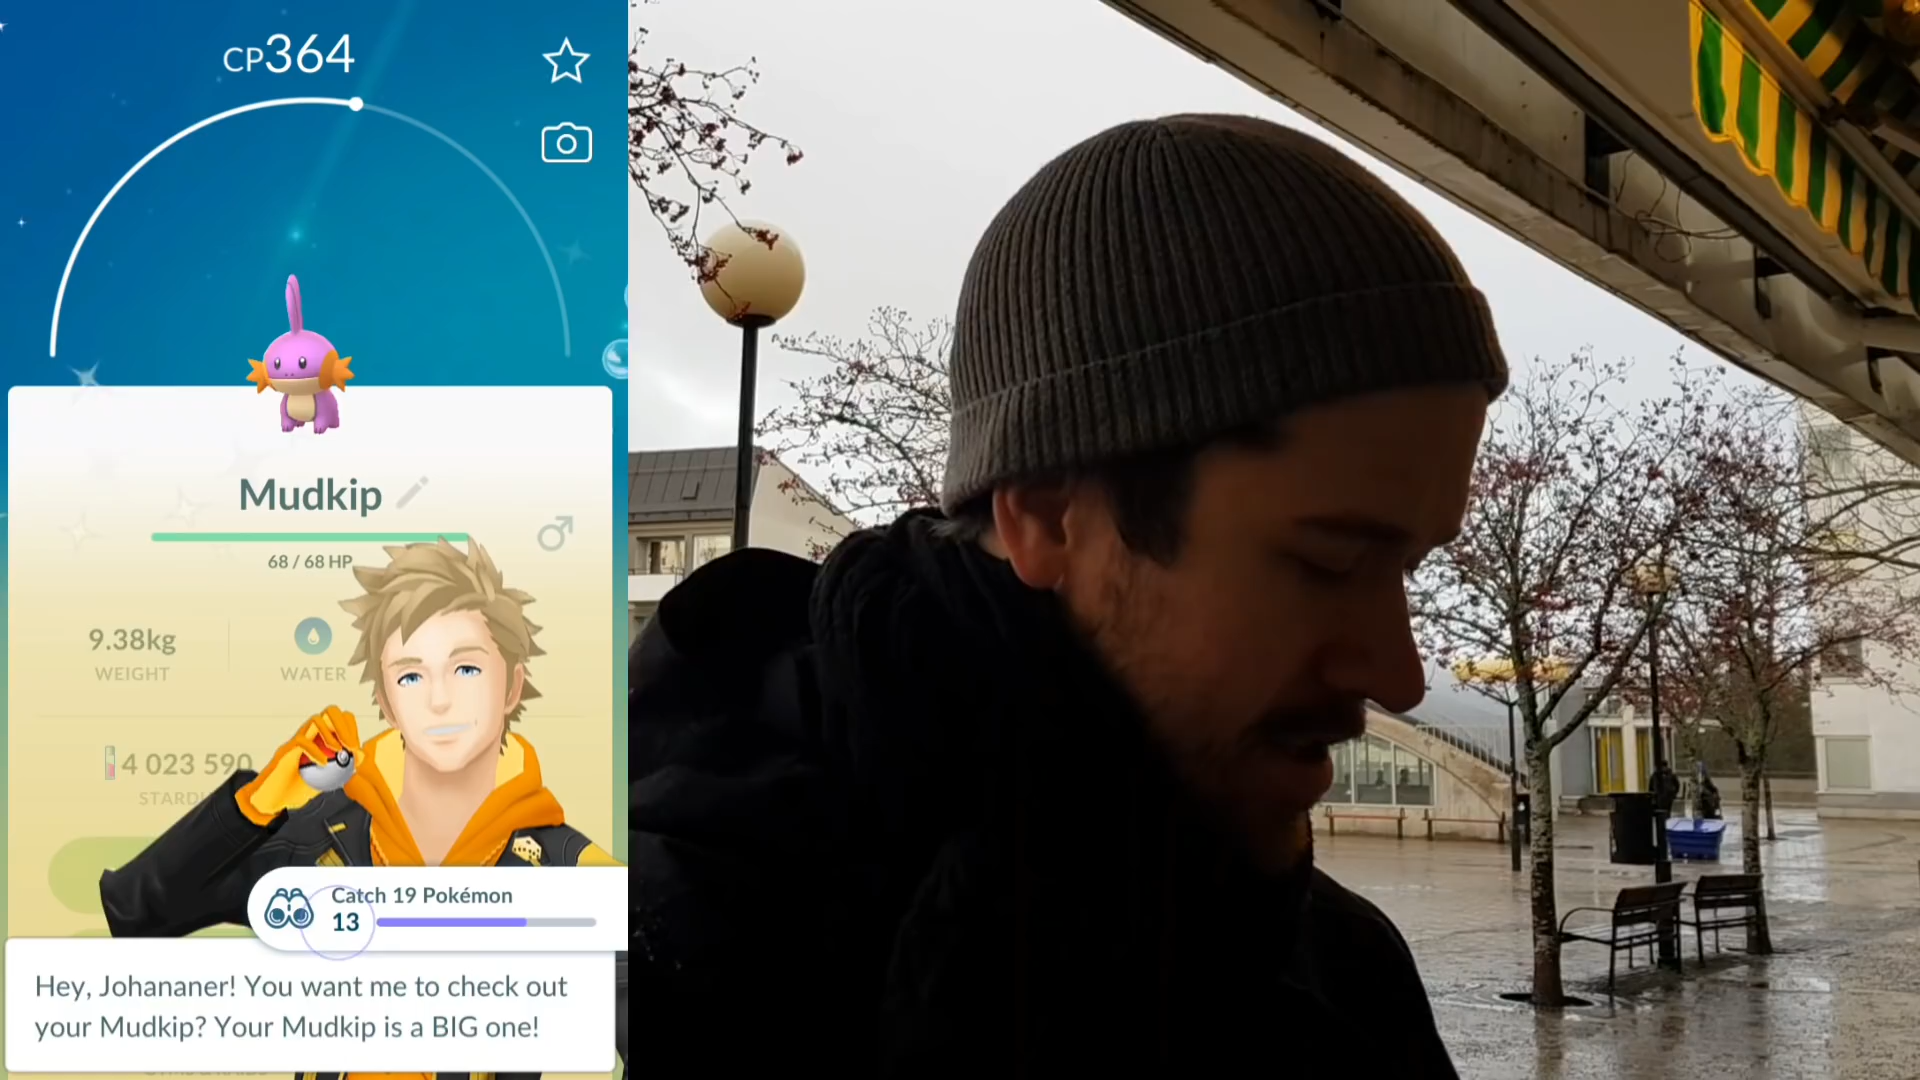 CP364
Mudkip
68 / 68 HP
9.38kg
WEIGHT
WATER
4 023 590
Catch 19 Pokémon
13
Hey, Johananer! You want me to check out
your Mudkip? Your Mudkip is a BIG one!